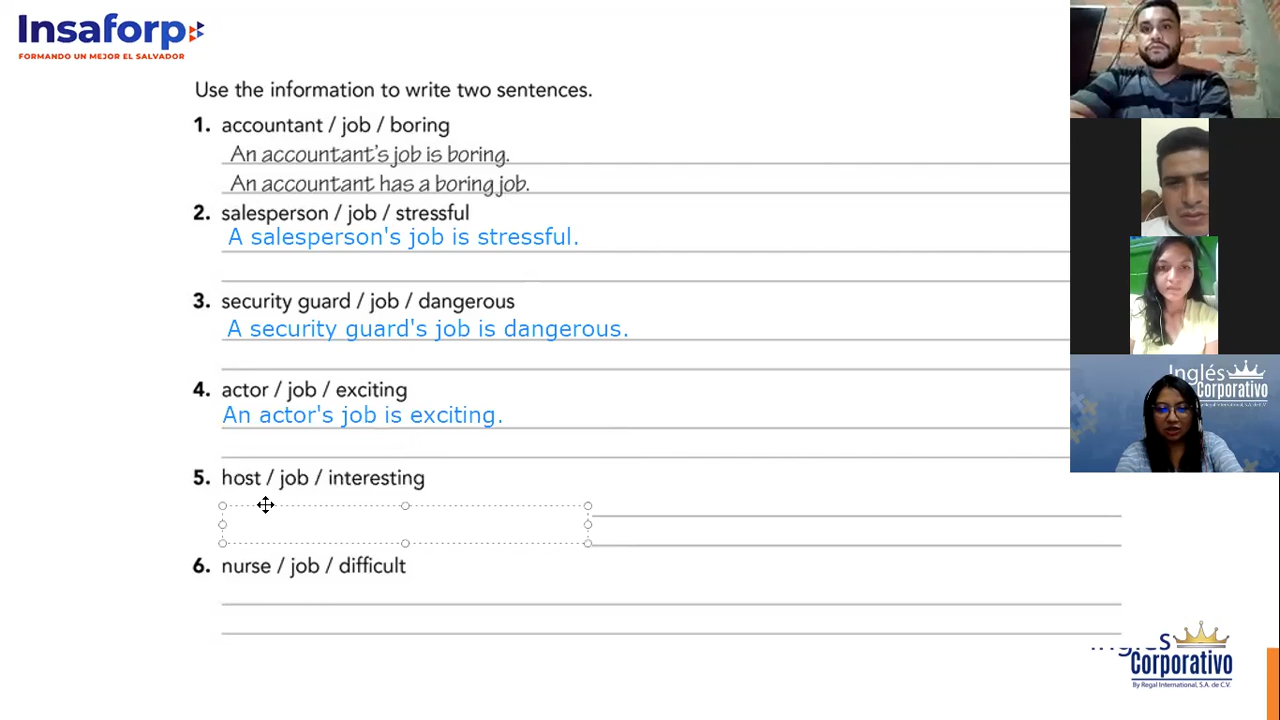 Insaforp
FORMANDO UN MEJOR EL SALVADOR
Use the information to write two sentences.
1. accountant / job / boring
An accountant's job is boring.
An accountant has a boring job.
2. salesperson / job / stressful
A salesperson's job is stressful.
3. security guard / job / dangerous
A security guard's job is dangerous.
4. actor / job / exciting
An actor's job is exciting.
5. host / job / interesting
6. nurse / job / difficult
Inglés
Corporativo
Inglés
Corporativo
By Regal International, S.A. de C.V.